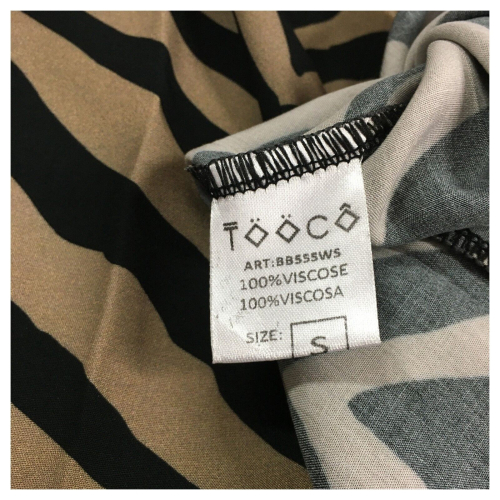 TÖÖCÔ
ART:BB555WS
100%VISCOSE
100%VISCOSA
SIZE: S